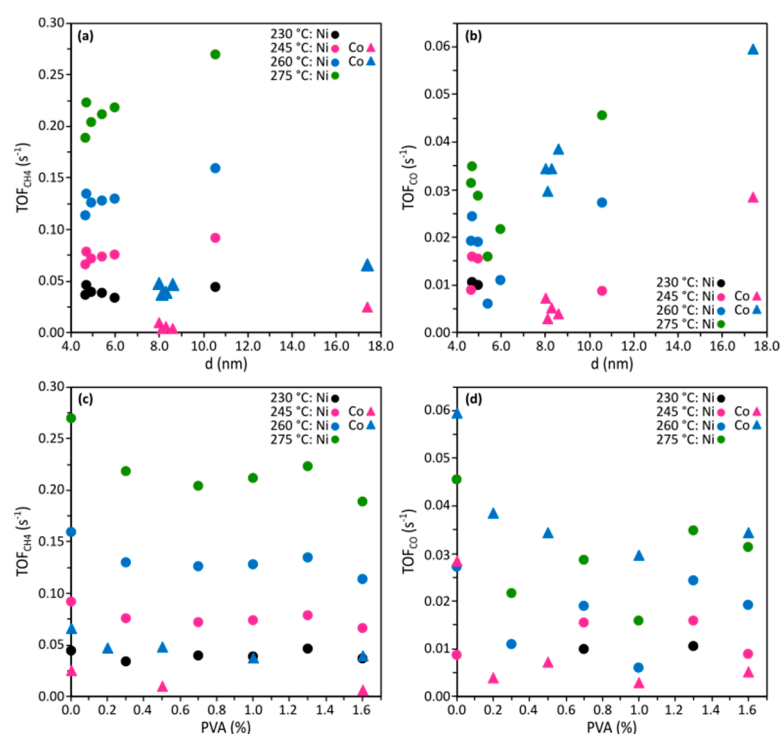 (a)
230 °C: Ni
245 °C: Ni Co
260 °C: Ni Co
275 °C: Ni
0.30
0.25
0.20
0.15
0.10
0.05
0.00
TOFCH4 (s-1)
4.0 6.0 8.0 10.0 12.0 14.0 16.0 18.0
d (nm)
(b)
0.06
0.05
0.04
0.03
0.02
0.01
0.00
TOFCO (s-1)
230 °C: Ni
245 °C: Ni Co
260 °C: Ni Co
275 °C: Ni
4.0 6.0 8.0 10.0 12.0 14.0 16.0 18.0
d (nm)
(c)
230 °C: Ni
245 °C: Ni Co
260 °C: Ni Co
275 °C: Ni
0.30
0.25
0.20
0.15
0.10
0.05
0.00
TOFCH4 (s-1)
0.0 0.2 0.4 0.6 0.8 1.0 1.2 1.4 1.6
PVA (%)
(d)
230 °C: Ni
245 °C: Ni Co
260 °C: Ni Co
275 °C: Ni
0.06
0.05
0.04
0.03
0.02
0.01
0.00
TOFCO (s-1)
0.0 0.2 0.4 0.6 0.8 1.0 1.2 1.4 1.6
PVA (%)